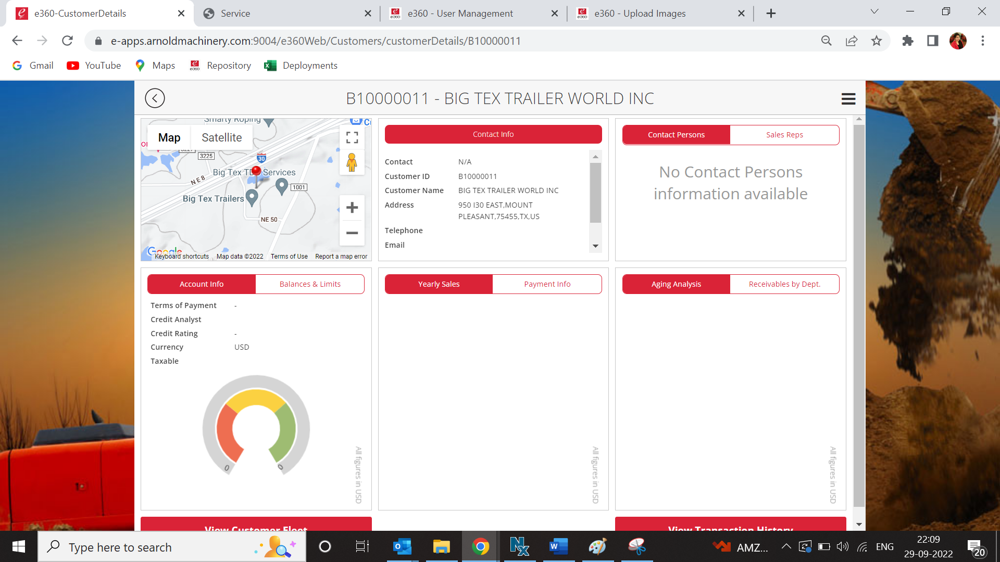 e360-CustomerDetails
Service
e360 - User Management
e360 - Upload Images
e-apps.arnoldmachinery.com:9004/e360Web/Customers/customerDetails/B10000011
Gmail
YouTube
Maps
Repository
Deployments
B10000011 - BIG TEX TRAILER WORLD INC
Smarty Roping
Map
Satellite
3225
30
Big Tex TD Services
NE 8
1001
Big Tex Trailers
NE 50
Google
Keyboard shortcuts
Map data ©2022
Terms of Use
Report a map error
Contact Info
Contact N/A
Customer ID B10000011
Customer Name BIG TEX TRAILER WORLD INC
Address 950 I30 EAST,MOUNT
PLEASANT,75455,TX,US
Telephone
Email
Contact Persons
Sales Reps
No Contact Persons
information available
Account Info
Balances & Limits
Terms of Payment -
Credit Analyst
Credit Rating -
Currency USD
Taxable
0
0
All figures in USD
Yearly Sales
Payment Info
All figures in USD
Aging Analysis
Receivables by Dept.
All figures in USD
View Customer Fleet
View Transaction History
Type here to search
AMZ...
ENG
22:09
29-09-2022
20